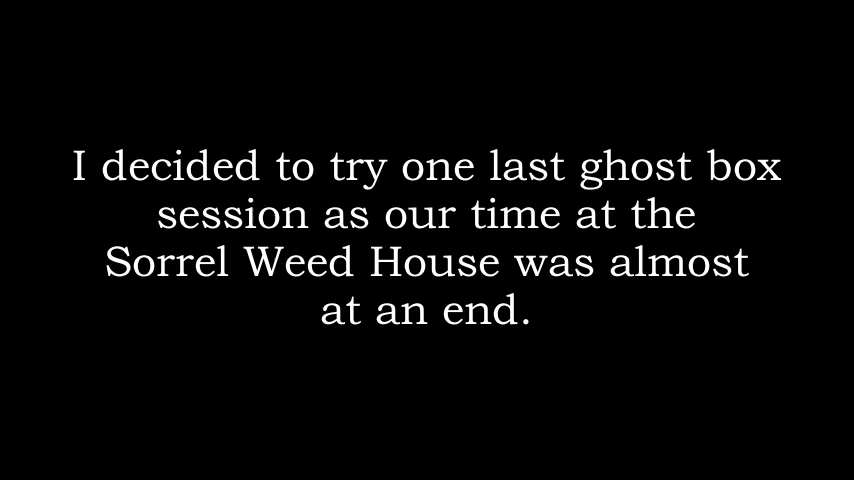 I decided to try one last ghost box
session as our time at the
Sorrel Weed House was almost
at an end.